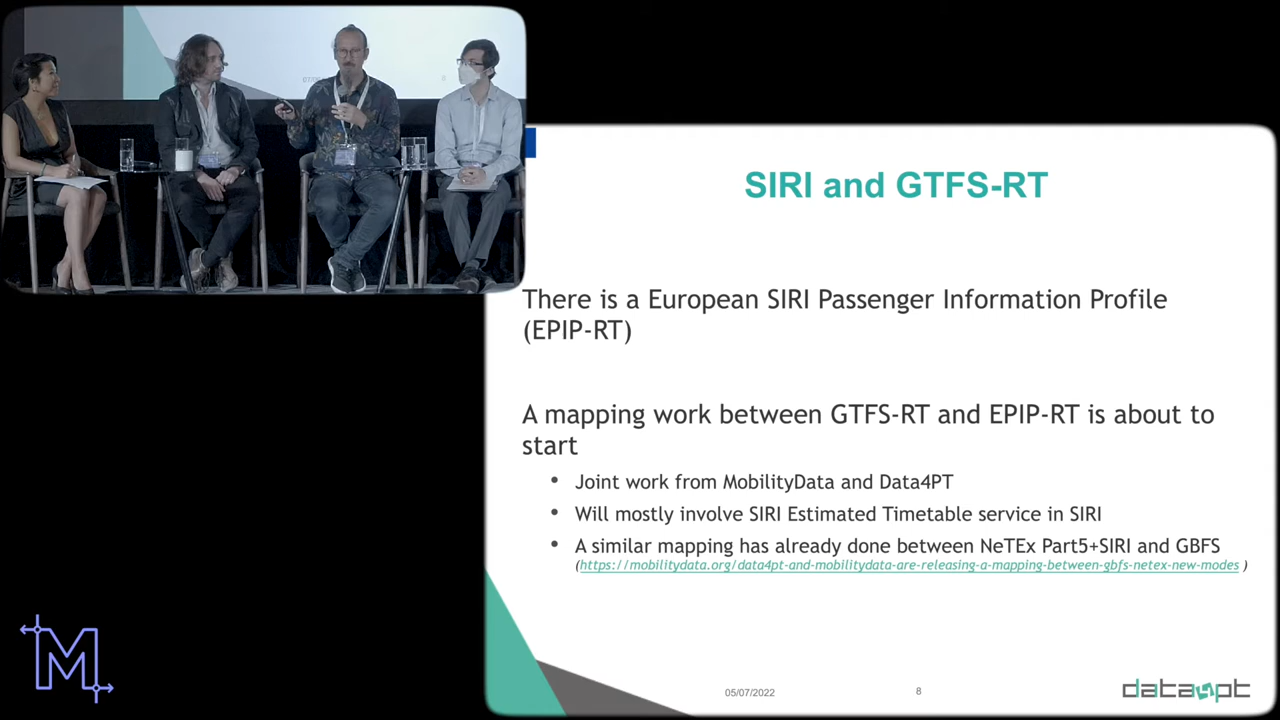 SIRI and GTFS-RT
There is a European SIRI Passenger Information Profile
(EPIP-RT)
A mapping work between GTFS-RT and EPIP-RT is about to
start
• Joint work from MobilityData and Data4PT
• Will mostly involve SIRI Estimated Timetable service in SIRI
• A similar mapping has already done between NeTEx Part5+SIRI and GBFS
(https://mobilitydata.org/data4pt-and-mobilitydata-are-releasing-a-mapping-between-gbfs-netex-new-modes )
M
05/07/2022
8
data4pt